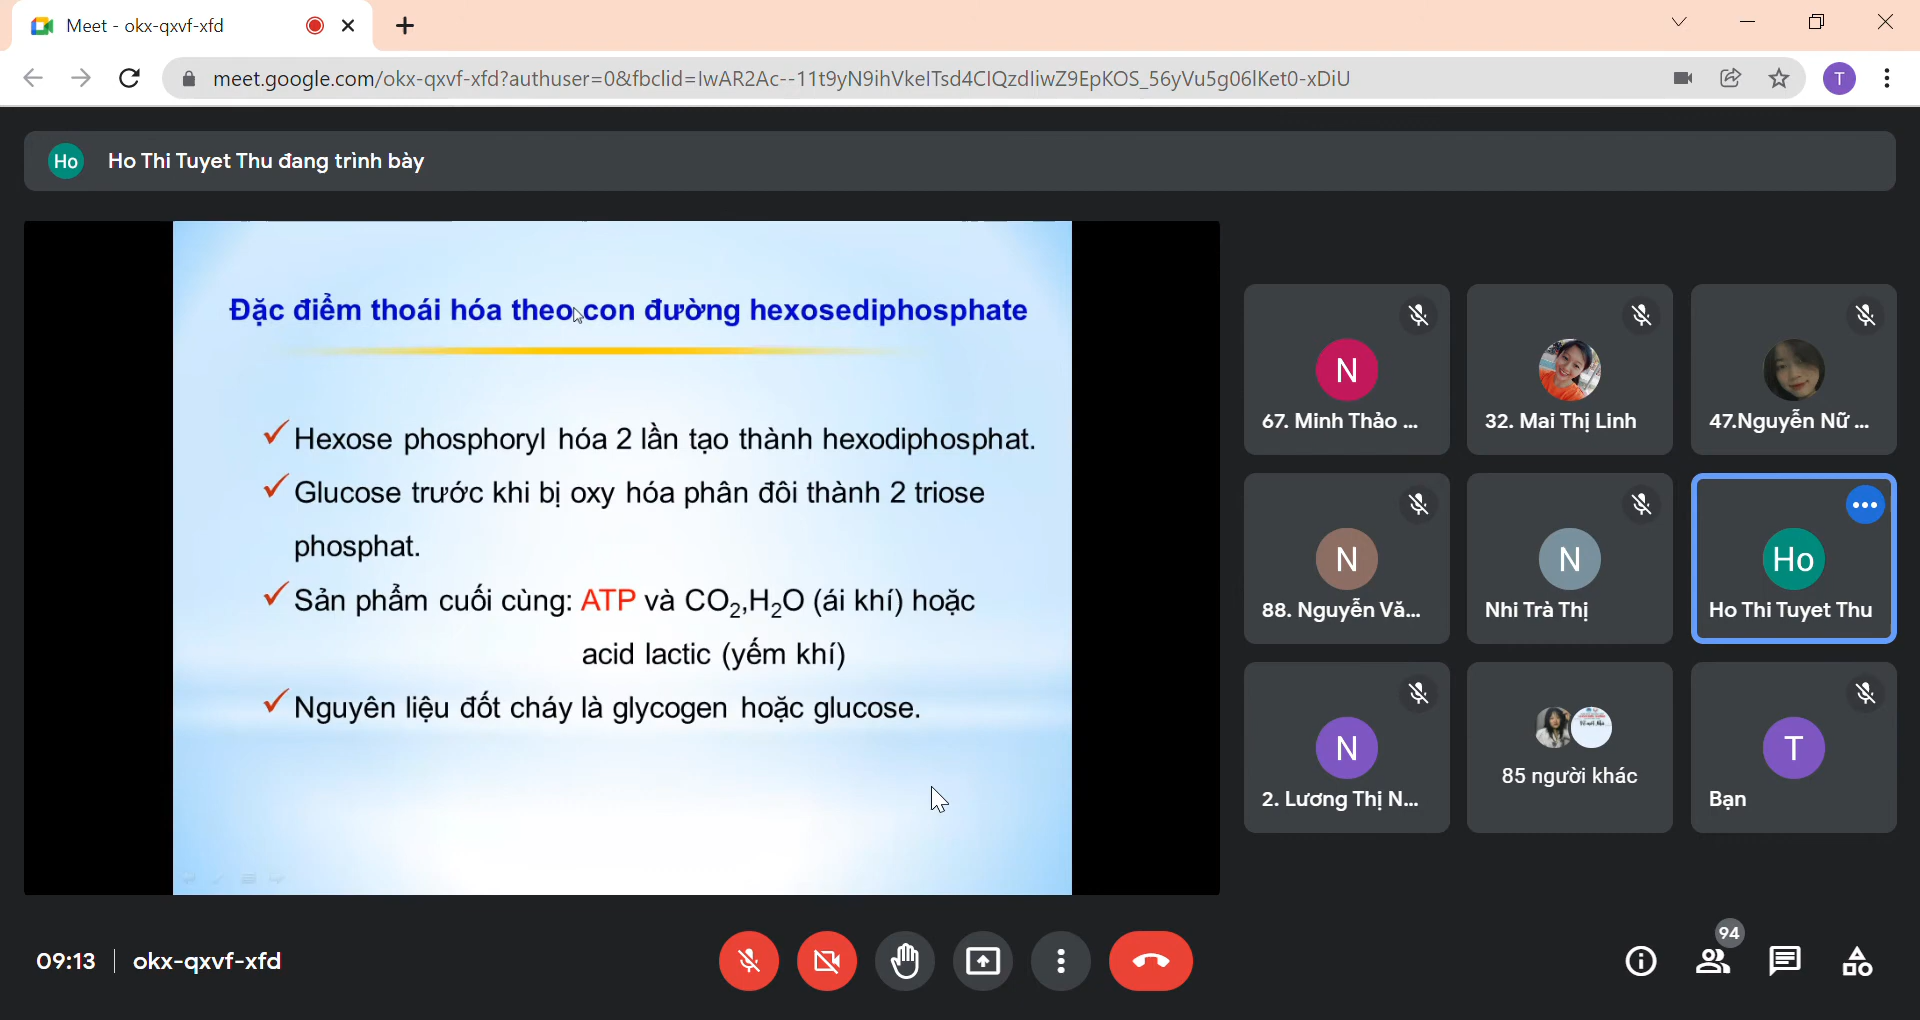 Meet - okx-qxvf-xfd
meet.google.com/okx-qxvf-xfd?authuser=0&fbclid=IwAR2Ac--11t9yN9ihVkeITsd4CIQzdIiwZ9EpKOS_56yVu5g06lKet0-xDiU
T
Ho
Ho Thi Tuyet Thu đang trình bày
Đặc điểm thoái hóa theo con đường hexosediphosphate
Hexose phosphoryl hóa 2 lần tạo thành hexodiphosphat.
Glucose trước khi bị oxy hóa phân đôi thành 2 triose
phosphat.
Sản phẩm cuối cùng: ATP và CO₂,H₂O (ái khí) hoặc
acid lactic (yếm khí)
Nguyên liệu đốt cháy là glycogen hoặc glucose.
N
67. Minh Thảo ...
32. Mai Thị Linh
47.Nguyễn Nữ ...
N
88. Nguyễn Vă...
N
Nhi Trà Thị
Ho
Ho Thi Tuyet Thu
N
2. Lương Thị N...
85 người khác
T
Bạn
09:13
okx-qxvf-xfd
94